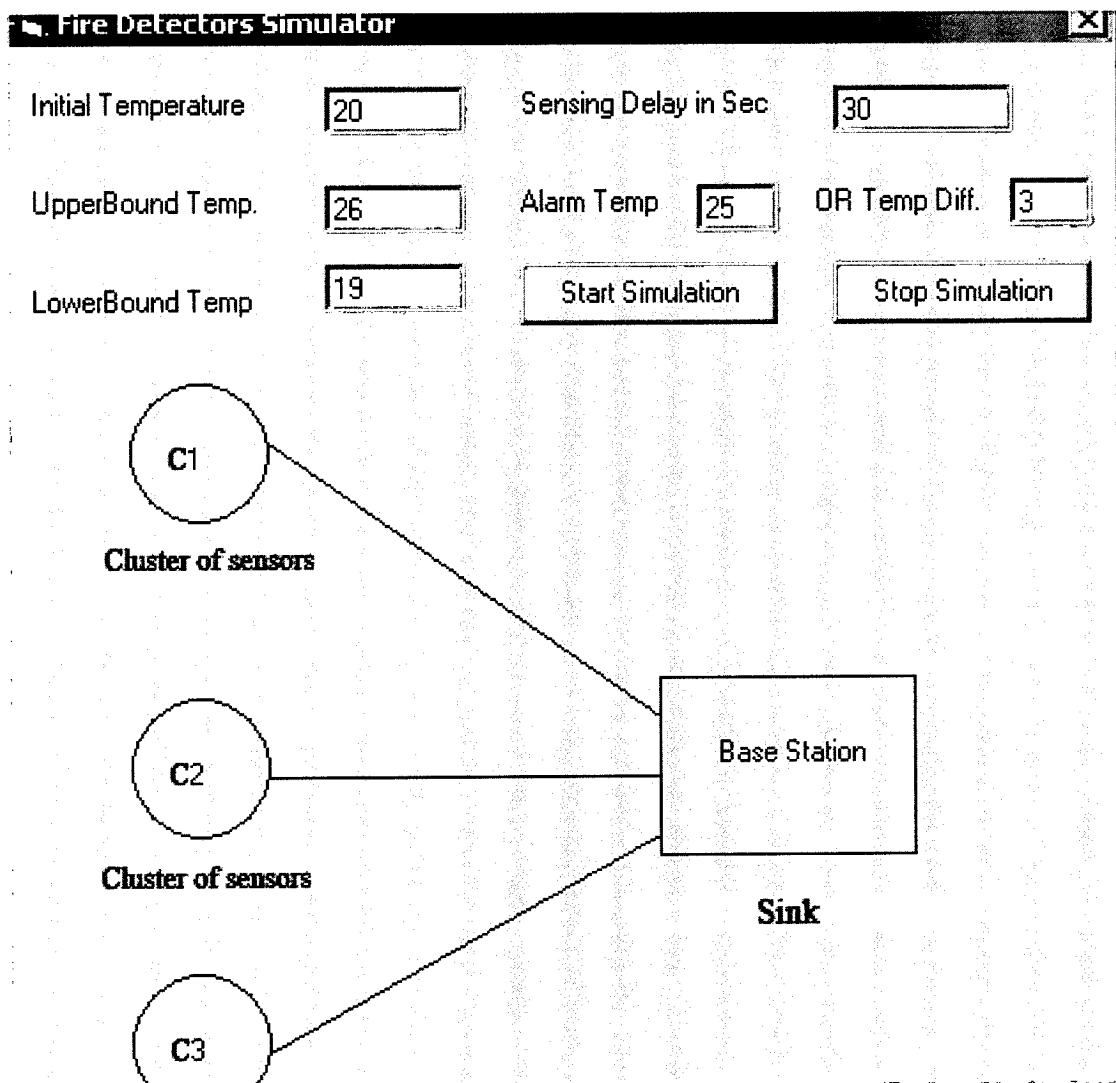 Fire Detectors Simulator
Initial Temperature 20 Sensing Delay in Sec 30
UpperBound Temp. 26 Alarm Temp 25 OR Temp Diff. 3
LowerBound Temp 19 Start Simulation Stop Simulation
C1
Cluster of sensors
Base Station
C2
Cluster of sensors
Sink
C3